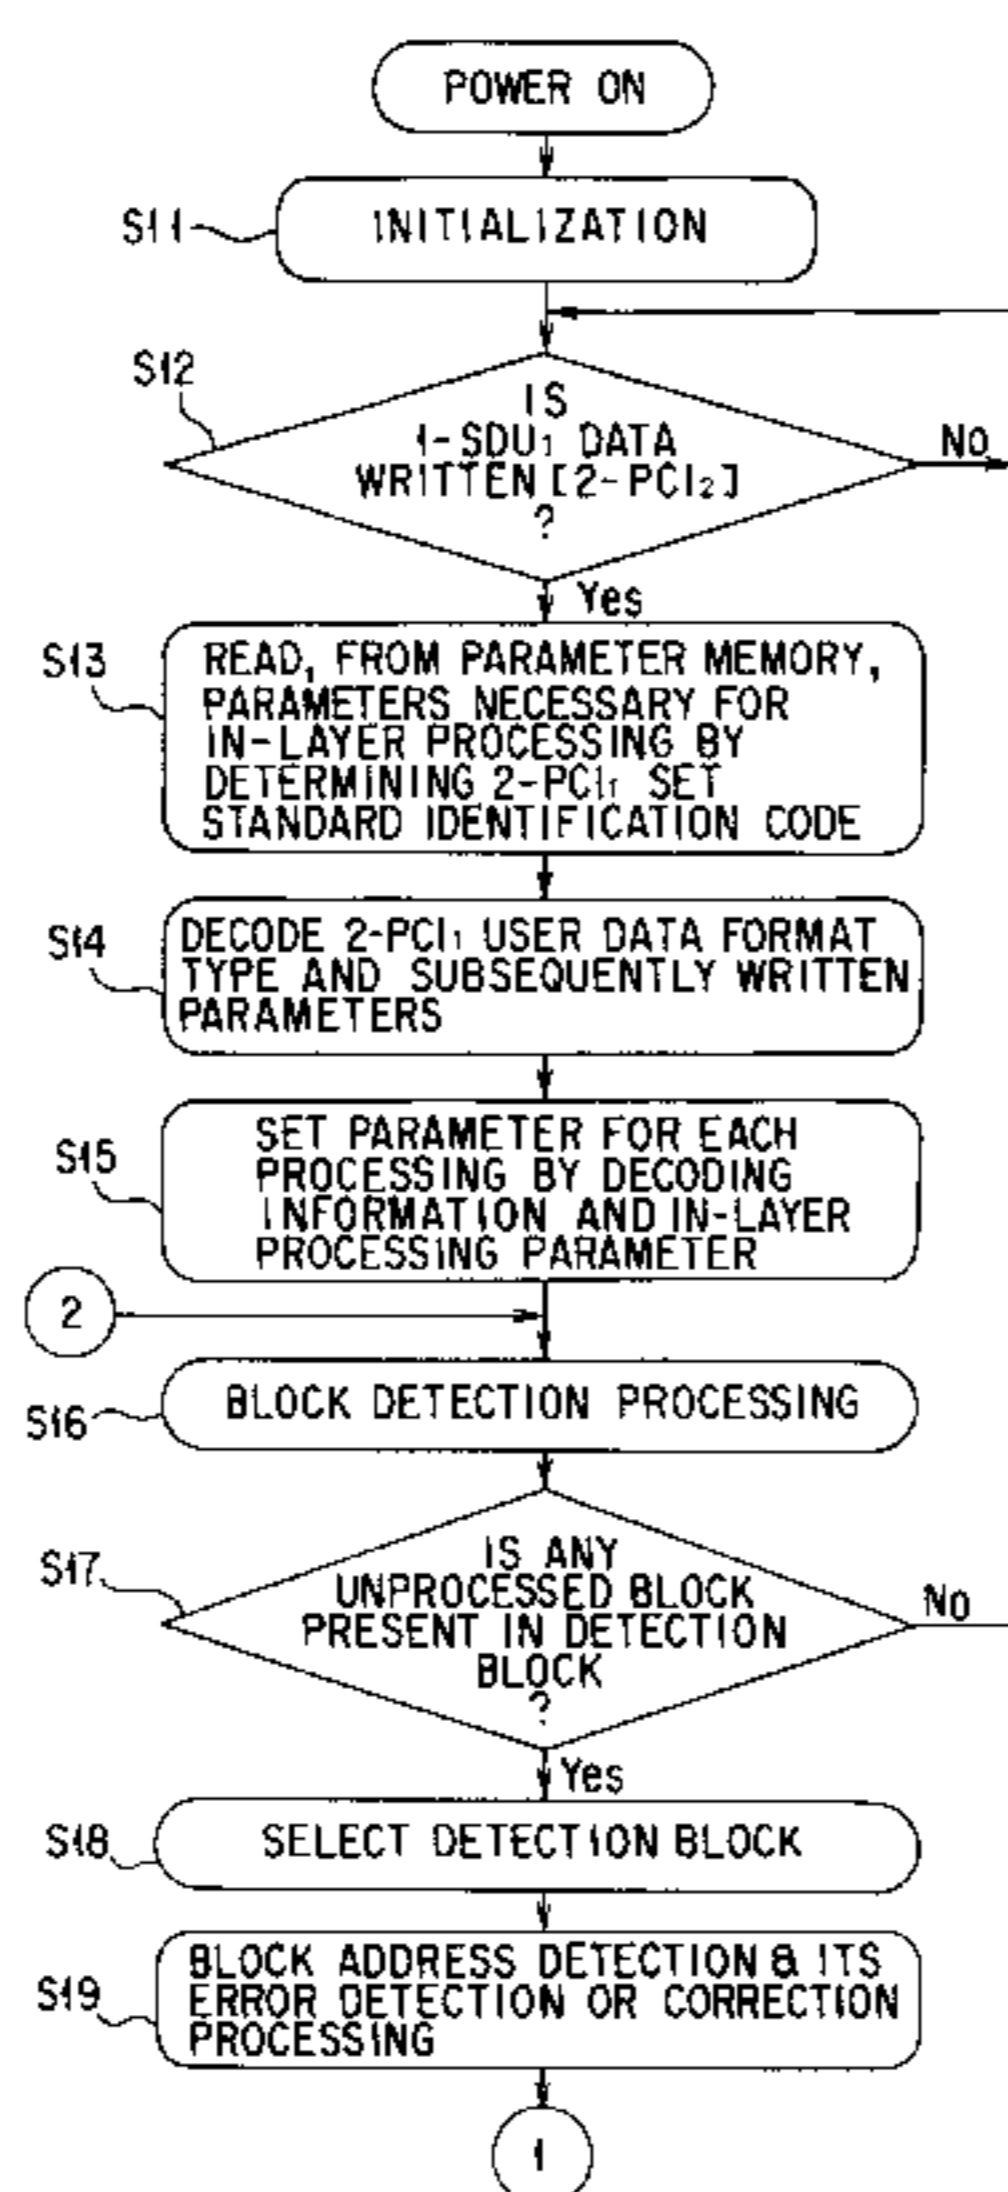 POWER ON
S11
INITIALIZATION
S12
IS
1-SDU₁ DATA
WRITTEN [2-PCI₂]
?
No
Yes
S13
READ, FROM PARAMETER MEMORY,
PARAMETERS NECESSARY FOR
IN-LAYER PROCESSING BY
DETERMINING 2-PCI₁ SET
STANDARD IDENTIFICATION CODE
S14
DECODE 2-PCI₁ USER DATA FORMAT
TYPE AND SUBSEQUENTLY WRITTEN
PARAMETERS
S15
SET PARAMETER FOR EACH
PROCESSING BY DECODING
INFORMATION AND IN-LAYER
PROCESSING PARAMETER
2
S16
BLOCK DETECTION PROCESSING
S17
IS ANY
UNPROCESSED BLOCK
PRESENT IN DETECTION
BLOCK
?
No
Yes
S18
SELECT DETECTION BLOCK
S19
BLOCK ADDRESS DETECTION & ITS
ERROR DETECTION OR CORRECTION
PROCESSING
1